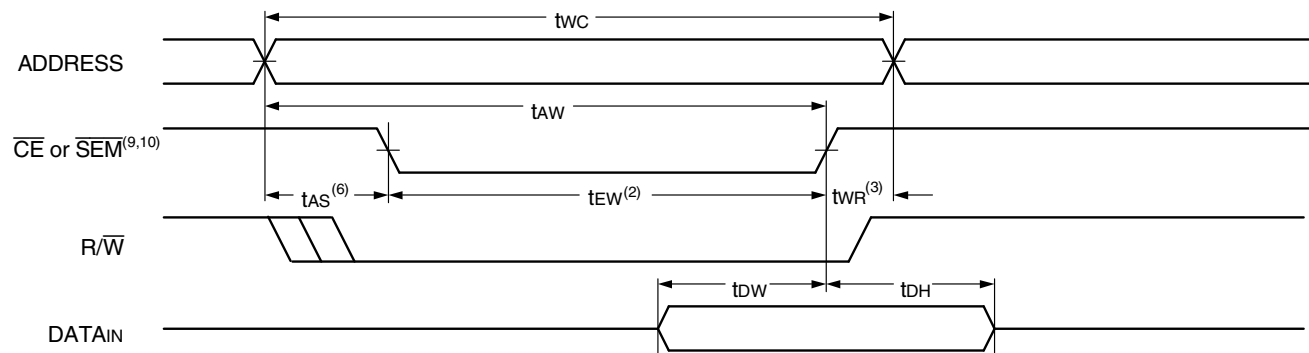 tWC
ADDRESS
tAW
CE or SEM(9,10)
tAS(6)
tEW(2)
tWR(3)
R/W
tDW
tDH
DATAIN